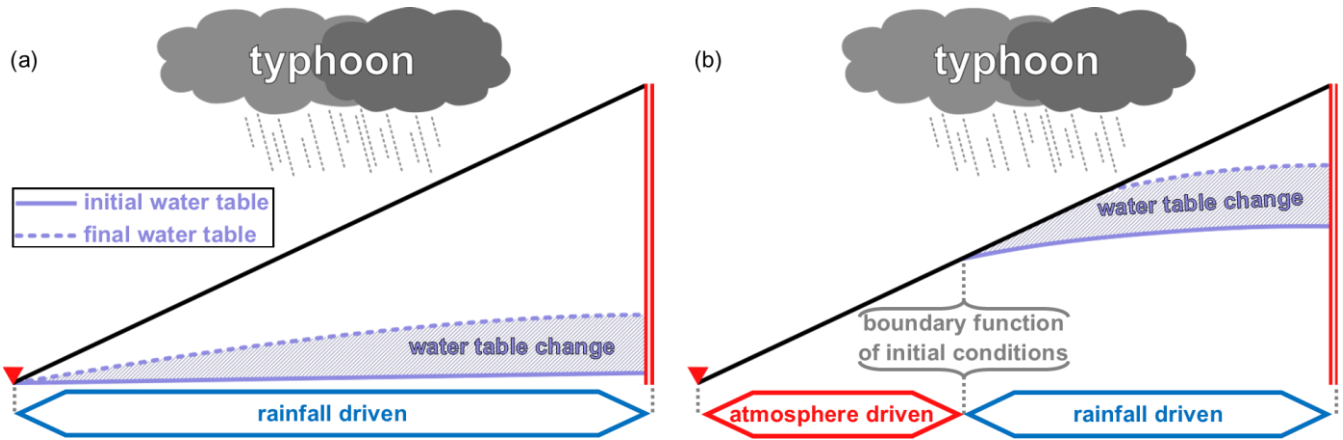 (a)
typhoon
initial water table
final water table
water table change
rainfall driven
(b)
typhoon
water table change
boundary function
of initial conditions
atmosphere driven
rainfall driven